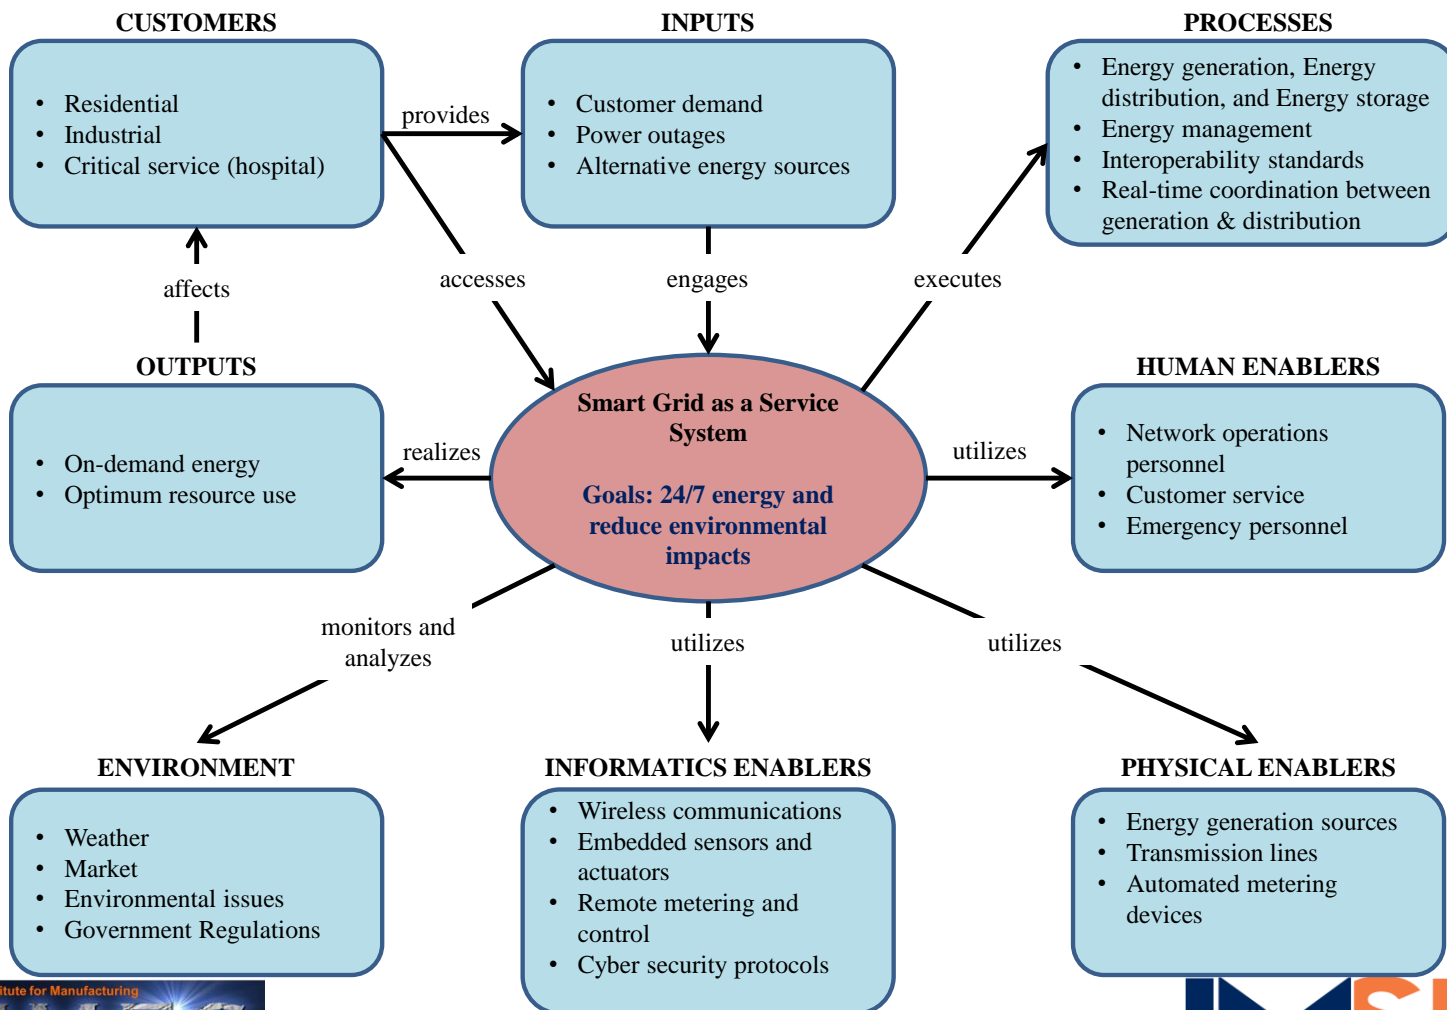 CUSTOMERS
• Residential
• Industrial
• Critical service (hospital)
provides
INPUTS
• Customer demand
• Power outages
• Alternative energy sources
PROCESSES
• Energy generation, Energy
distribution, and Energy storage
• Energy management
• Interoperability standards
• Real-time coordination between
generation & distribution
affects
accesses
engages
executes
OUTPUTS
• On-demand energy
• Optimum resource use
realizes
Smart Grid as a Service
System
Goals: 24/7 energy and
reduce environmental
impacts
utilizes
HUMAN ENABLERS
• Network operations
personnel
• Customer service
• Emergency personnel
monitors and
analyzes
utilizes
utilizes
ENVIRONMENT
• Weather
• Market
• Environmental issues
• Government Regulations
INFORMATICS ENABLERS
• Wireless communications
• Embedded sensors and
actuators
• Remote metering and
control
• Cyber security protocols
PHYSICAL ENABLERS
• Energy generation sources
• Transmission lines
• Automated metering
devices
for Manufacturing